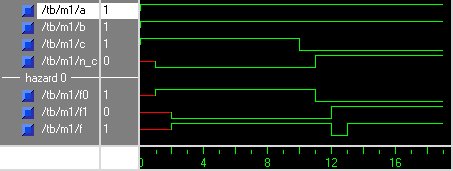 /tb/m1/a 1
/tb/m1/b 1
/tb/m1/c 1
/tb/m1/n_c 0
hazard 0
/tb/m1/f0 1
/tb/m1/f1 0
/tb/m1/f 1
0 4 8 12 16